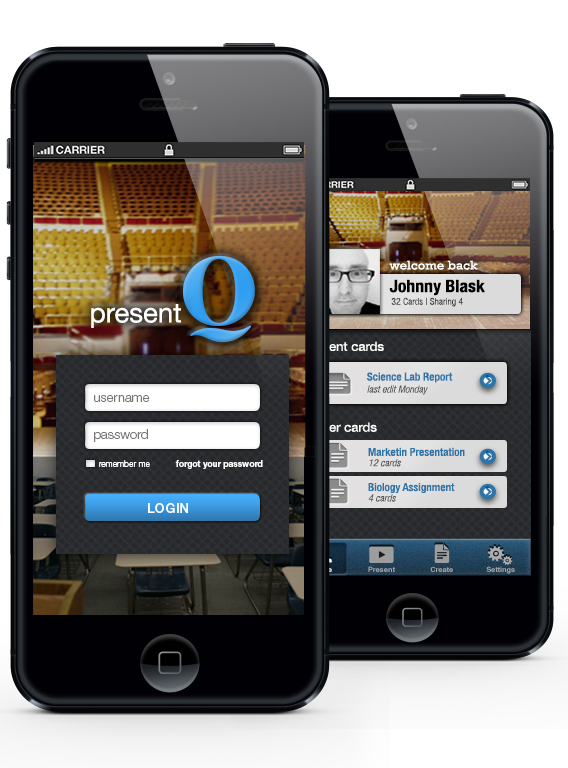 CARRIER
present Q
username
password
remember me forgot your password
LOGIN
RIER
welcome back
Johnny Blask
32 Cards | Sharing 4
ent cards
Science Lab Report
last edit Monday
er cards
Marketin Presentation
12 cards
Biology Assignment
4 cards
e Present Create Settings